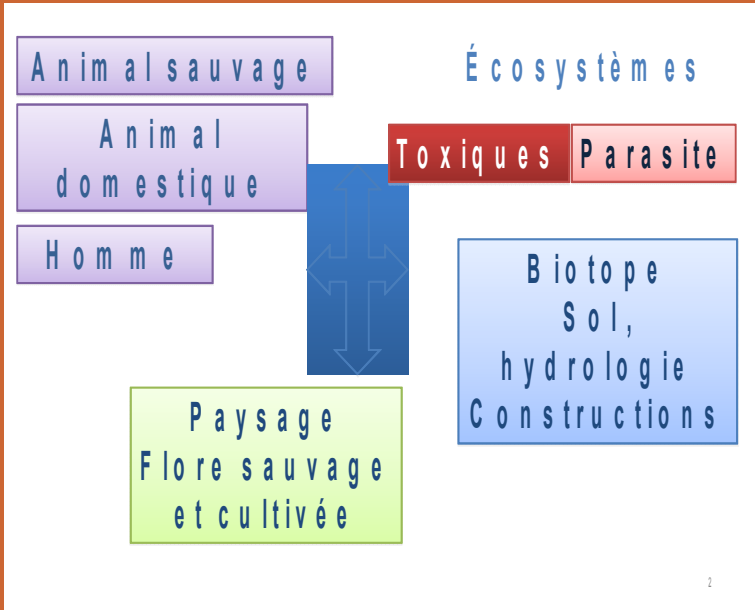 Animal sauvage
Écosystèmes
Animal
domestique
Toxiques
Parasite
Homme
Biotope
Sol,
hydrologie
Constructions
Paysage
Flore sauvage
et cultivée
2